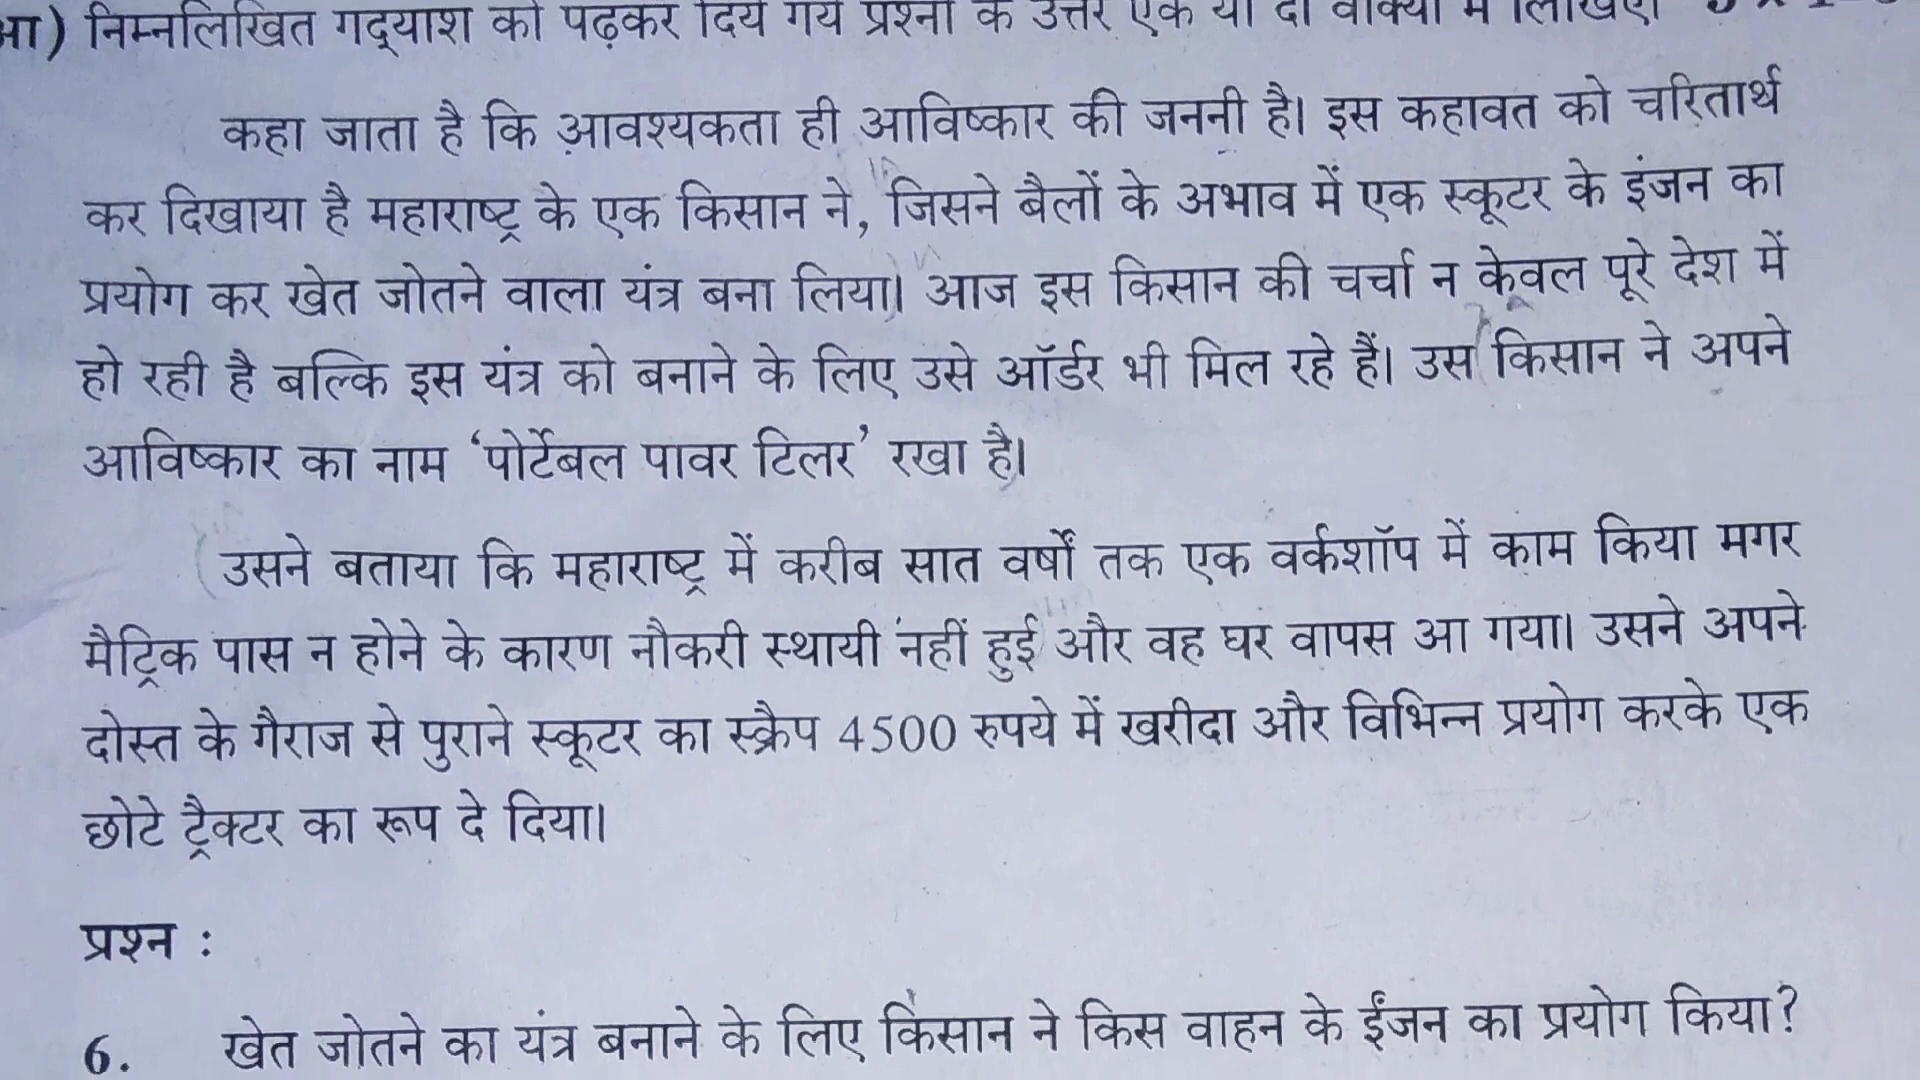 आ) निम्नलिखित गद्यांश को पढ़कर दिये गये प्रश्नों के उत्तर एक या दो वाक्यों में लिखिए।
कहा जाता है कि आवश्यकता ही आविष्कार की जननी है। इस कहावत को चरितार्थ
कर दिखाया है महाराष्ट्र के एक किसान ने, जिसने बैलों के अभाव में एक स्कूटर के इंजन का
प्रयोग कर खेत जोतने वाला यंत्र बना लिया। आज इस किसान की चर्चा न केवल पूरे देश में
हो रही है बल्कि इस यंत्र को बनाने के लिए उसे ऑर्डर भी मिल रहे हैं। उस किसान ने अपने
आविष्कार का नाम ‘पोर्टेबल पावर टिलर’ रखा है।
उसने बताया कि महाराष्ट्र में करीब सात वर्षों तक एक वर्कशॉप में काम किया मगर
मैट्रिक पास न होने के कारण नौकरी स्थायी नहीं हुई और वह घर वापस आ गया। उसने अपने
दोस्त के गैराज से पुराने स्कूटर का स्क्रैप 4500 रुपये में खरीदा और विभिन्न प्रयोग करके एक
छोटे ट्रैक्टर का रूप दे दिया।
प्रश्न :
6. खेत जोतने का यंत्र बनाने के लिए किसान ने किस वाहन के ईंजन का प्रयोग किया?